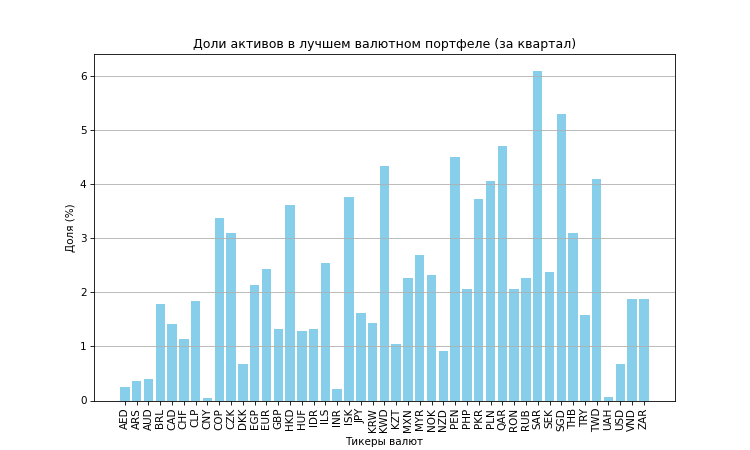 Доли активов в лучшем валютном портфеле (за квартал)
6
5
4
3
2
1
0
Доля (%)
AED ARS AUD BRL CAD CHF CLP CNY COP CZK DKK EGP EUR GBP HKD HUF IDR ILS INR ISK JPY KRW KWD KZT MXN MYR NOK NZD PEN PHP PKR PLN QAR RON RUB SAR SEK SGD THB TRY TWD UAH USD VND ZAR
Тикеры валют